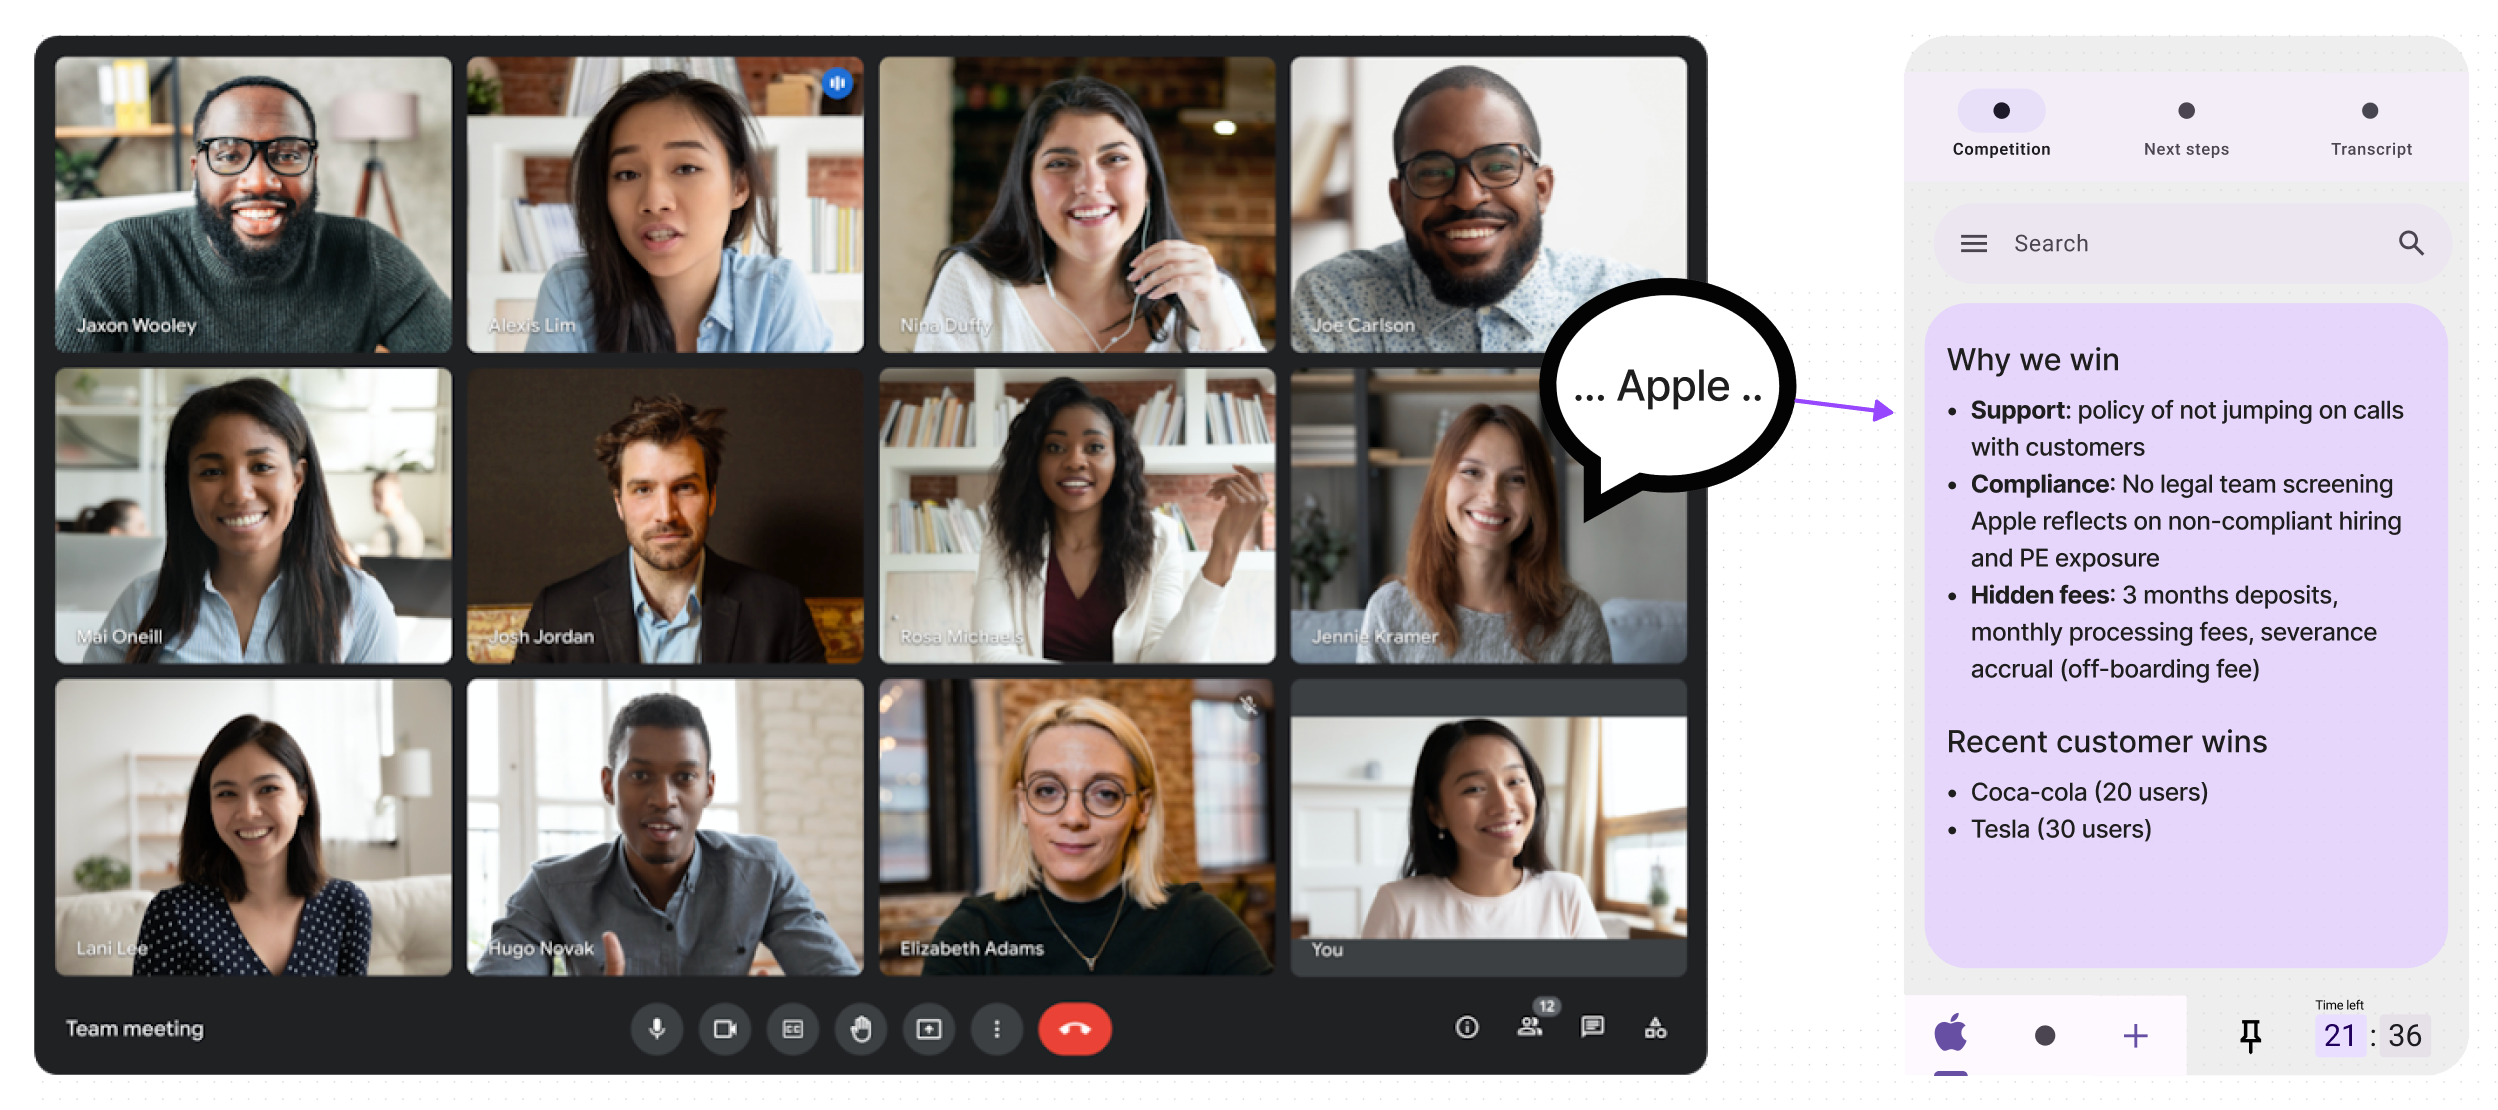 Jaxon Wooley
Alexis Lim
Nina Duffy
Joe Carlson
... Apple ..
Mai Oneill
Josh Jordan
Rosa Michaels
Jennie Kramer
Lani Lee
Hugo Novak
Elizabeth Adams
You
Team meeting
CC
12
Competition
Next steps
Transcript
Search
Why we win
• Support: policy of not jumping on calls
with customers
• Compliance: No legal team screening
Apple reflects on non-compliant hiring
and PE exposure
• Hidden fees: 3 months deposits,
monthly processing fees, severance
accrual (off-boarding fee)
Recent customer wins
• Coca-cola (20 users)
• Tesla (30 users)
Time left
21 : 36